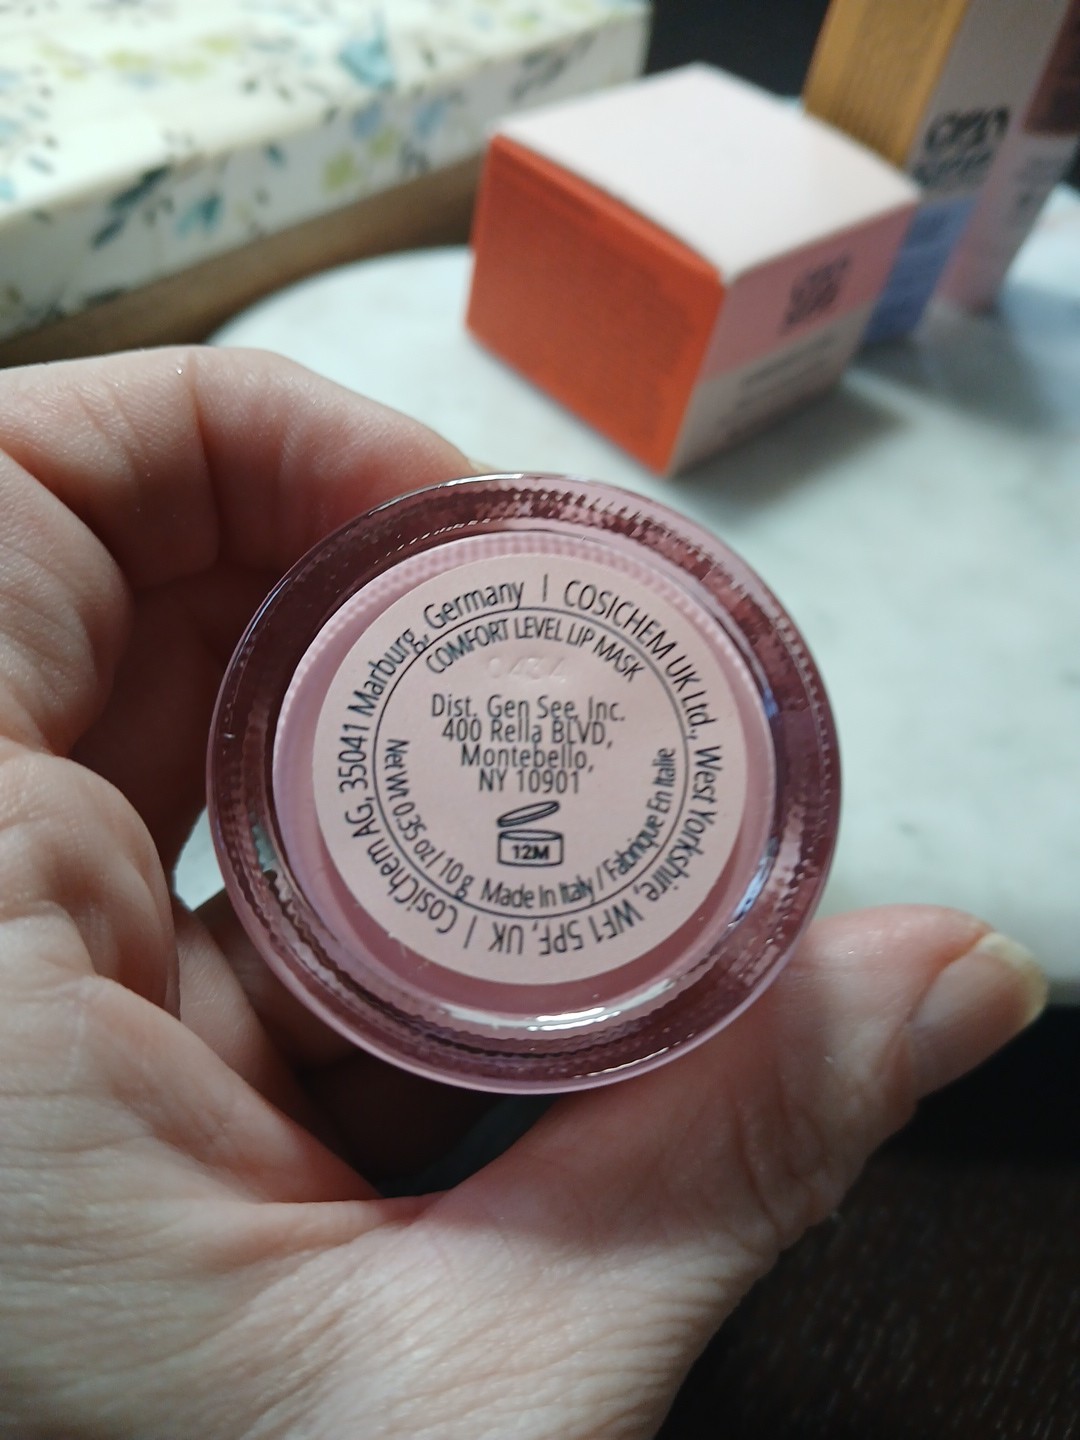 CosiChem AG, 35041 Marburg, Germany | COSICHEM UK Ltd., West Yorkshire, WF1 5PF, UK |
COMFORT LEVEL LIP MASK
Dist. Gen See, Inc.
400 Rella BLVD,
Montebello,
NY 10901
12M
Net Wt 0.35 oz / 10 g
Made In Italy / Fabrique En Italie